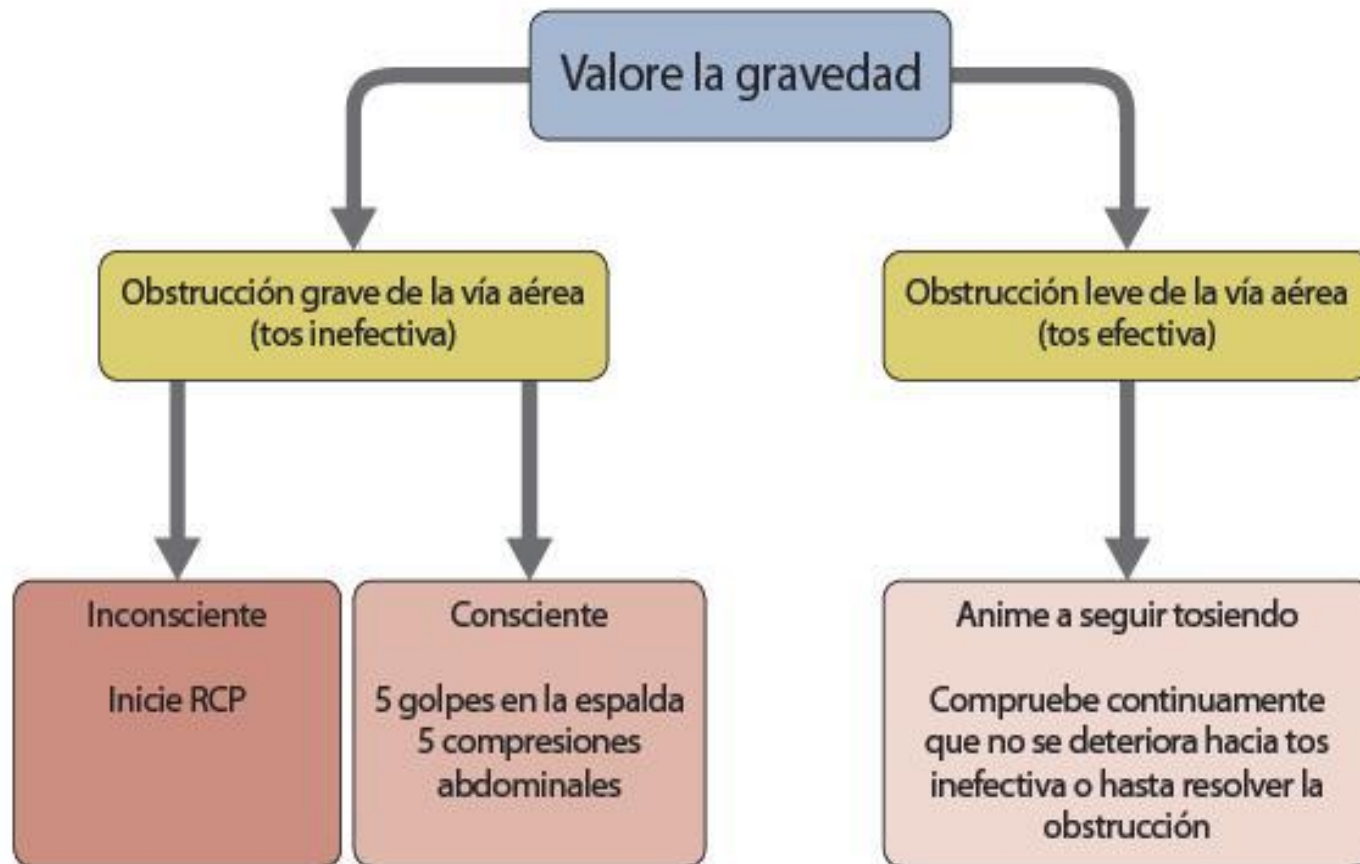 Valore la gravedad
Obstrucción grave de la vía aérea
(tos inefectiva)
Obstrucción leve de la vía aérea
(tos efectiva)
Inconsciente
Inicie RCP
Consciente
5 golpes en la espalda
5 compresiones
abdominales
Anime a seguir tosiendo
Compruebe continuamente
que no se deteriora hacia tos
inefectiva o hasta resolver la
obstrucción